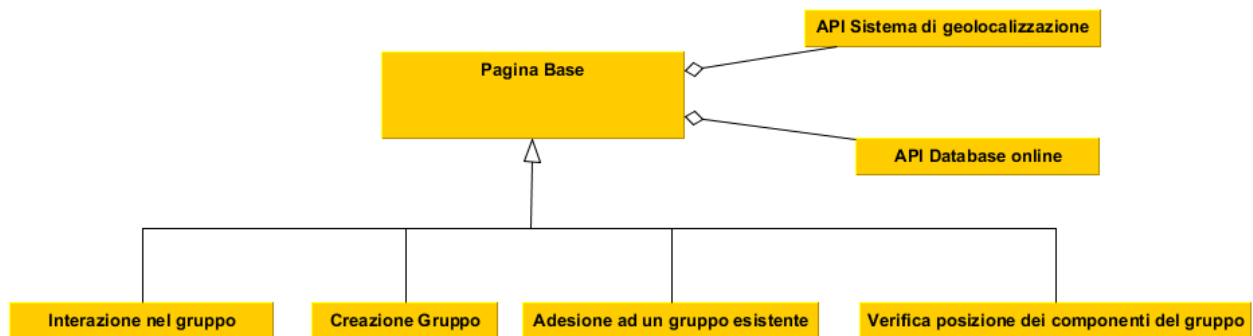 API Sistema di geolocalizzazione
Pagina Base
API Database online
Interazione nel gruppo
Creazione Gruppo
Adesione ad un gruppo esistente
Verifica posizione dei componenti del gruppo